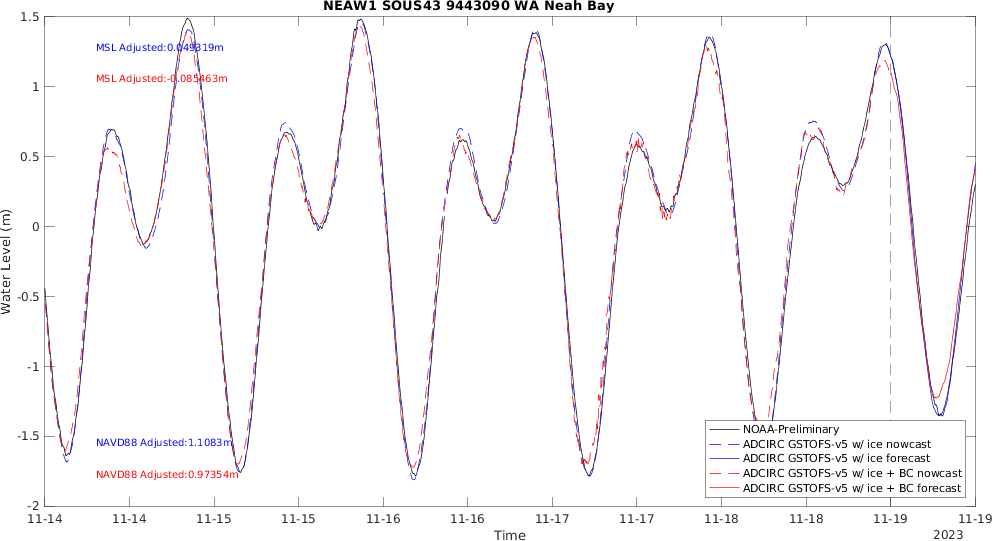 NEAW1 SOUS43 9443090 WA Neah Bay
1.5
1
0.5
0
-0.5
-1
-1.5
-2
Water Level (m)
MSL Adjusted:0.049319m
MSL Adjusted:-0.085463m
NAVD88 Adjusted:1.1083m
NAVD88 Adjusted:0.97354m
NOAA-Preliminary
ADCIRC GSTOFS-v5 w/ ice nowcast
ADCIRC GSTOFS-v5 w/ ice forecast
ADCIRC GSTOFS-v5 w/ ice + BC nowcast
ADCIRC GSTOFS-v5 w/ ice + BC forecast
11-14 11-14 11-15 11-15 11-16 11-16 11-17 11-17 11-18 11-18 11-19 11-19
Time
2023